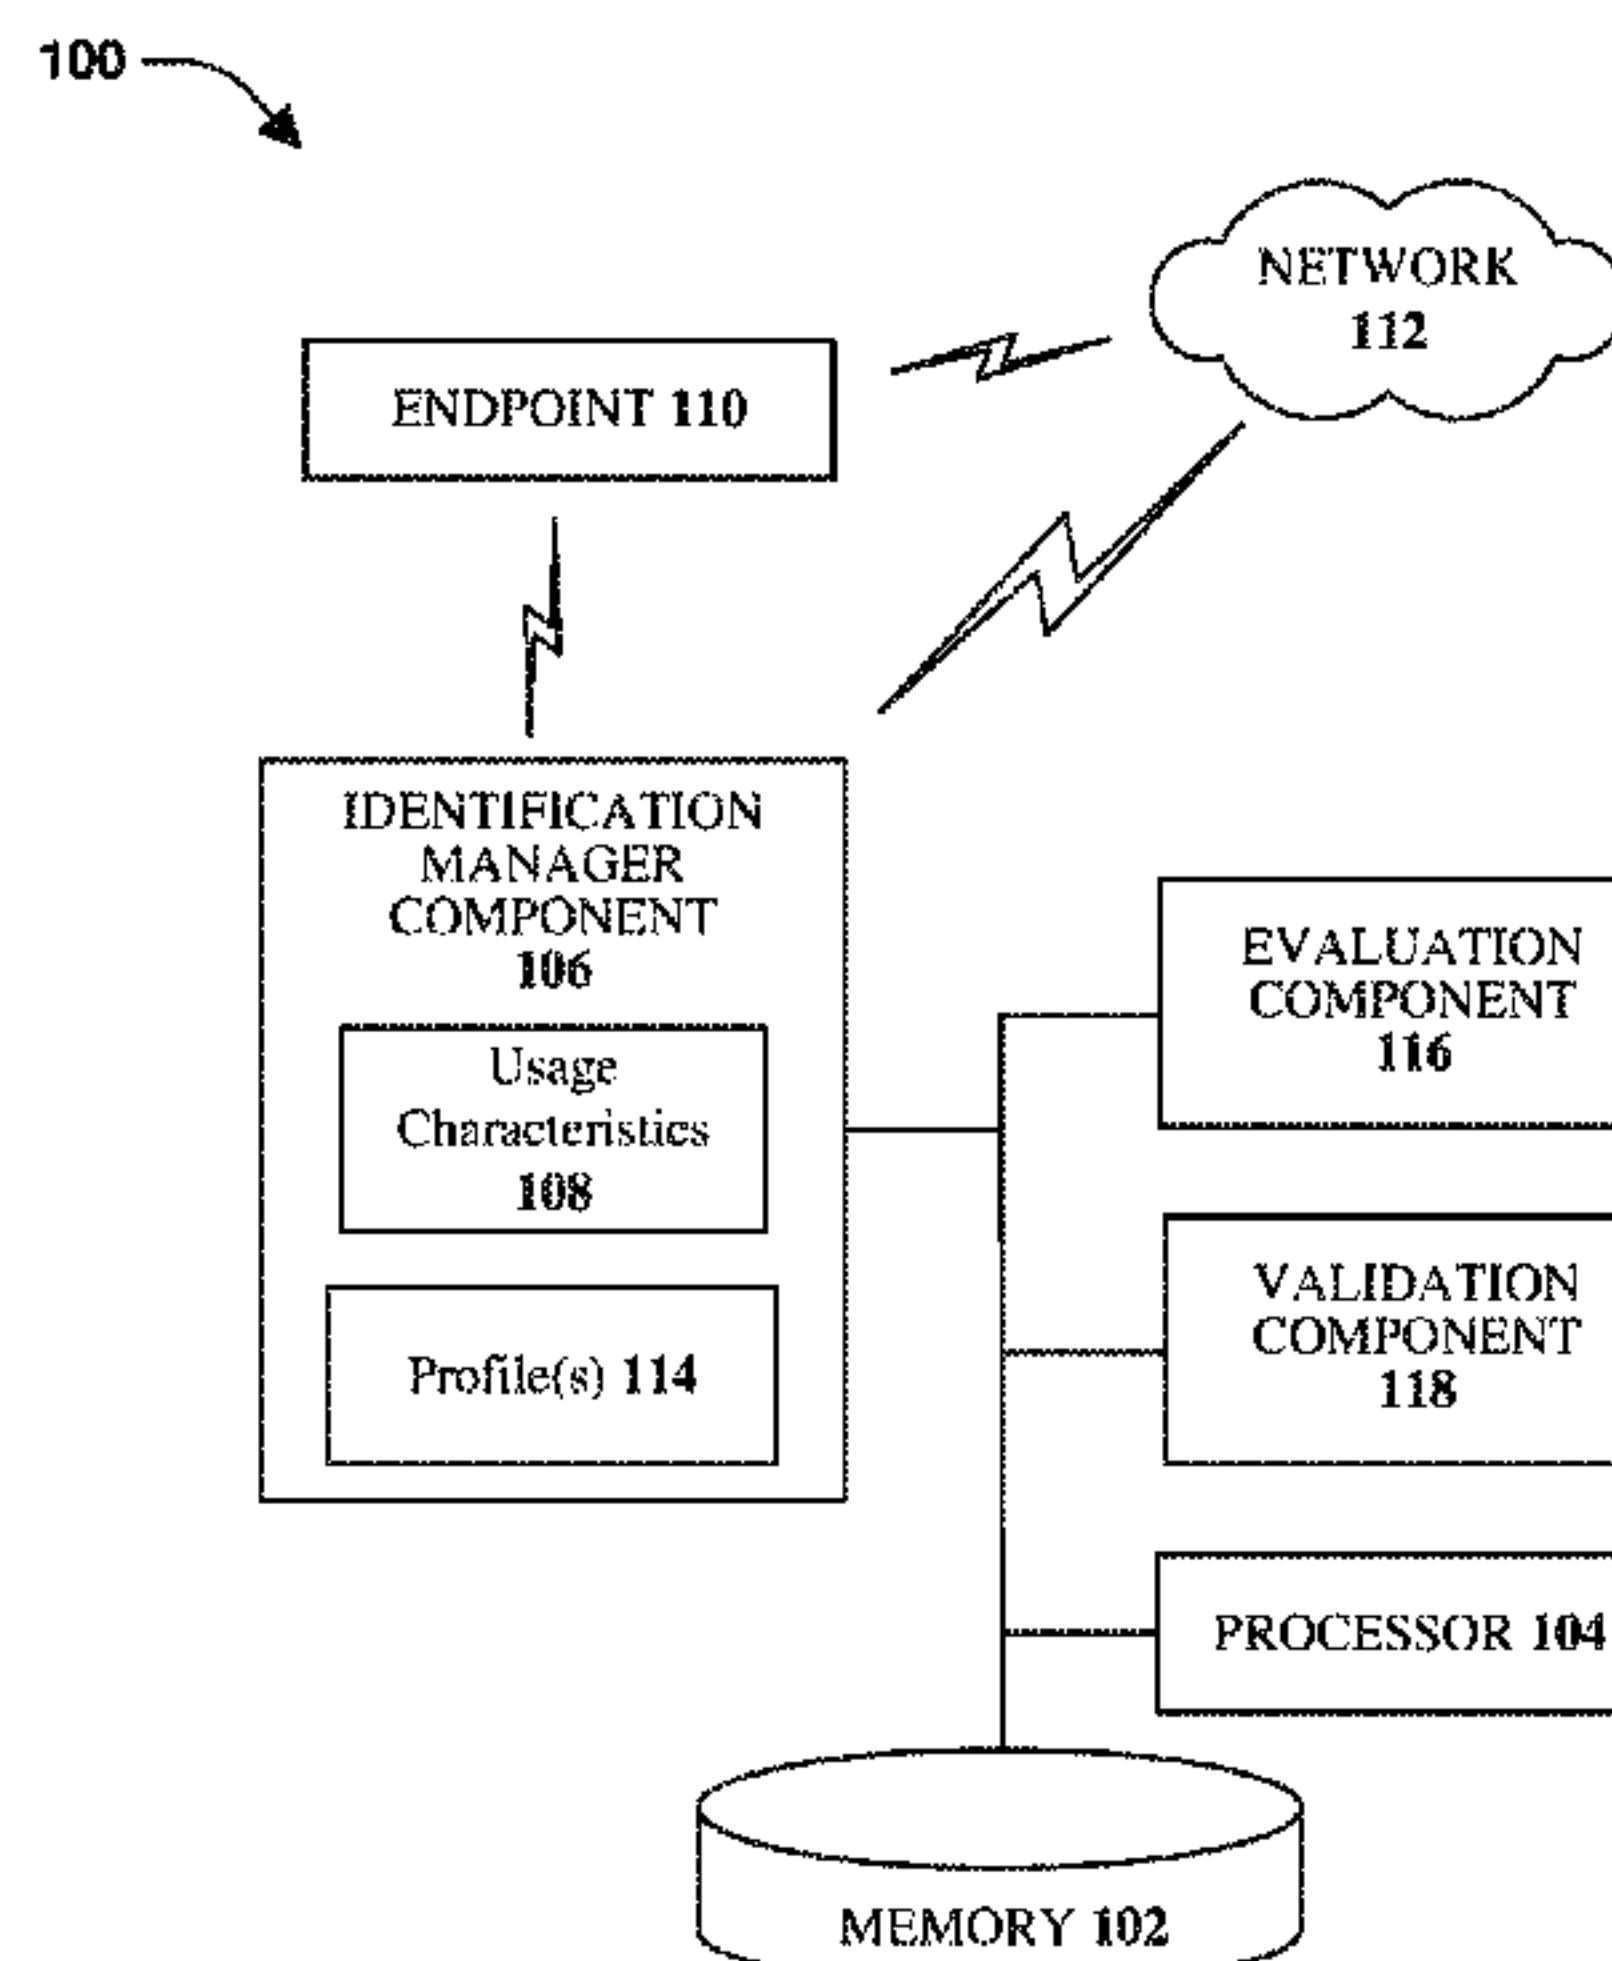 100
NETWORK
112
ENDPOINT 110
IDENTIFICATION
MANAGER
COMPONENT
106
Usage
Characteristics
108
Profile(s) 114
EVALUATION
COMPONENT
116
VALIDATION
COMPONENT
118
PROCESSOR 104
MEMORY 102